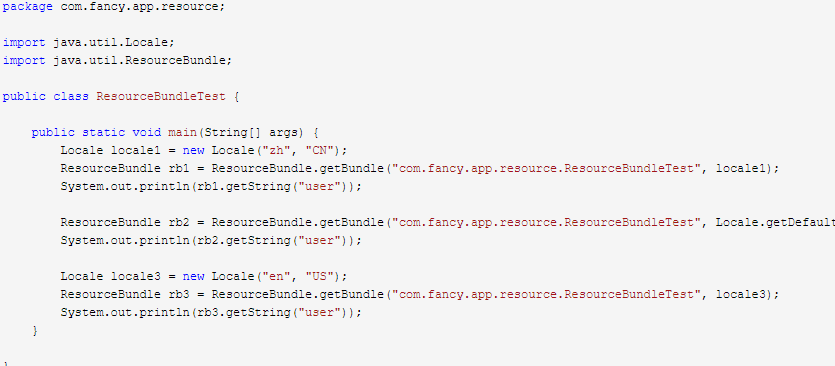 package com.fancy.app.resource;
import java.util.Locale;
import java.util.ResourceBundle;
public class ResourceBundleTest {
public static void main(String[] args) {
Locale locale1 = new Locale("zh", "CN");
ResourceBundle rb1 = ResourceBundle.getBundle("com.fancy.app.resource.ResourceBundleTest", locale1);
System.out.println(rb1.getString("user"));
ResourceBundle rb2 = ResourceBundle.getBundle("com.fancy.app.resource.ResourceBundleTest", Locale.getDefault
System.out.println(rb2.getString("user"));
Locale locale3 = new Locale("en", "US");
ResourceBundle rb3 = ResourceBundle.getBundle("com.fancy.app.resource.ResourceBundleTest", locale3);
System.out.println(rb3.getString("user"));
}
}